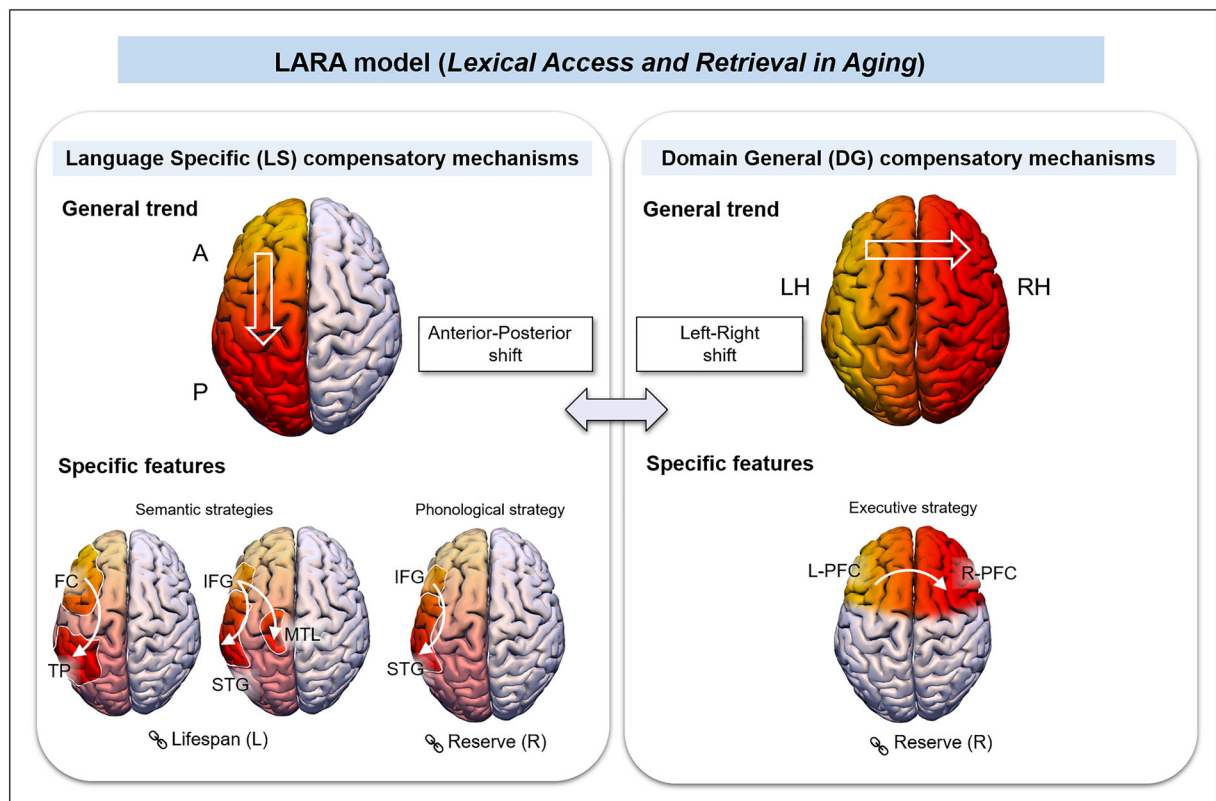 LARA model (Lexical Access and Retrieval in Aging)
Language Specific (LS) compensatory mechanisms
General trend
A
P
Anterior-Posterior
shift
Specific features
Semantic strategies
Phonological strategy
FC
TP
IFG
MTL
STG
IFG
STG
Lifespan (L)
Reserve (R)
Domain General (DG) compensatory mechanisms
General trend
LH
RH
Left-Right
shift
Specific features
Executive strategy
L-PFC
R-PFC
Reserve (R)